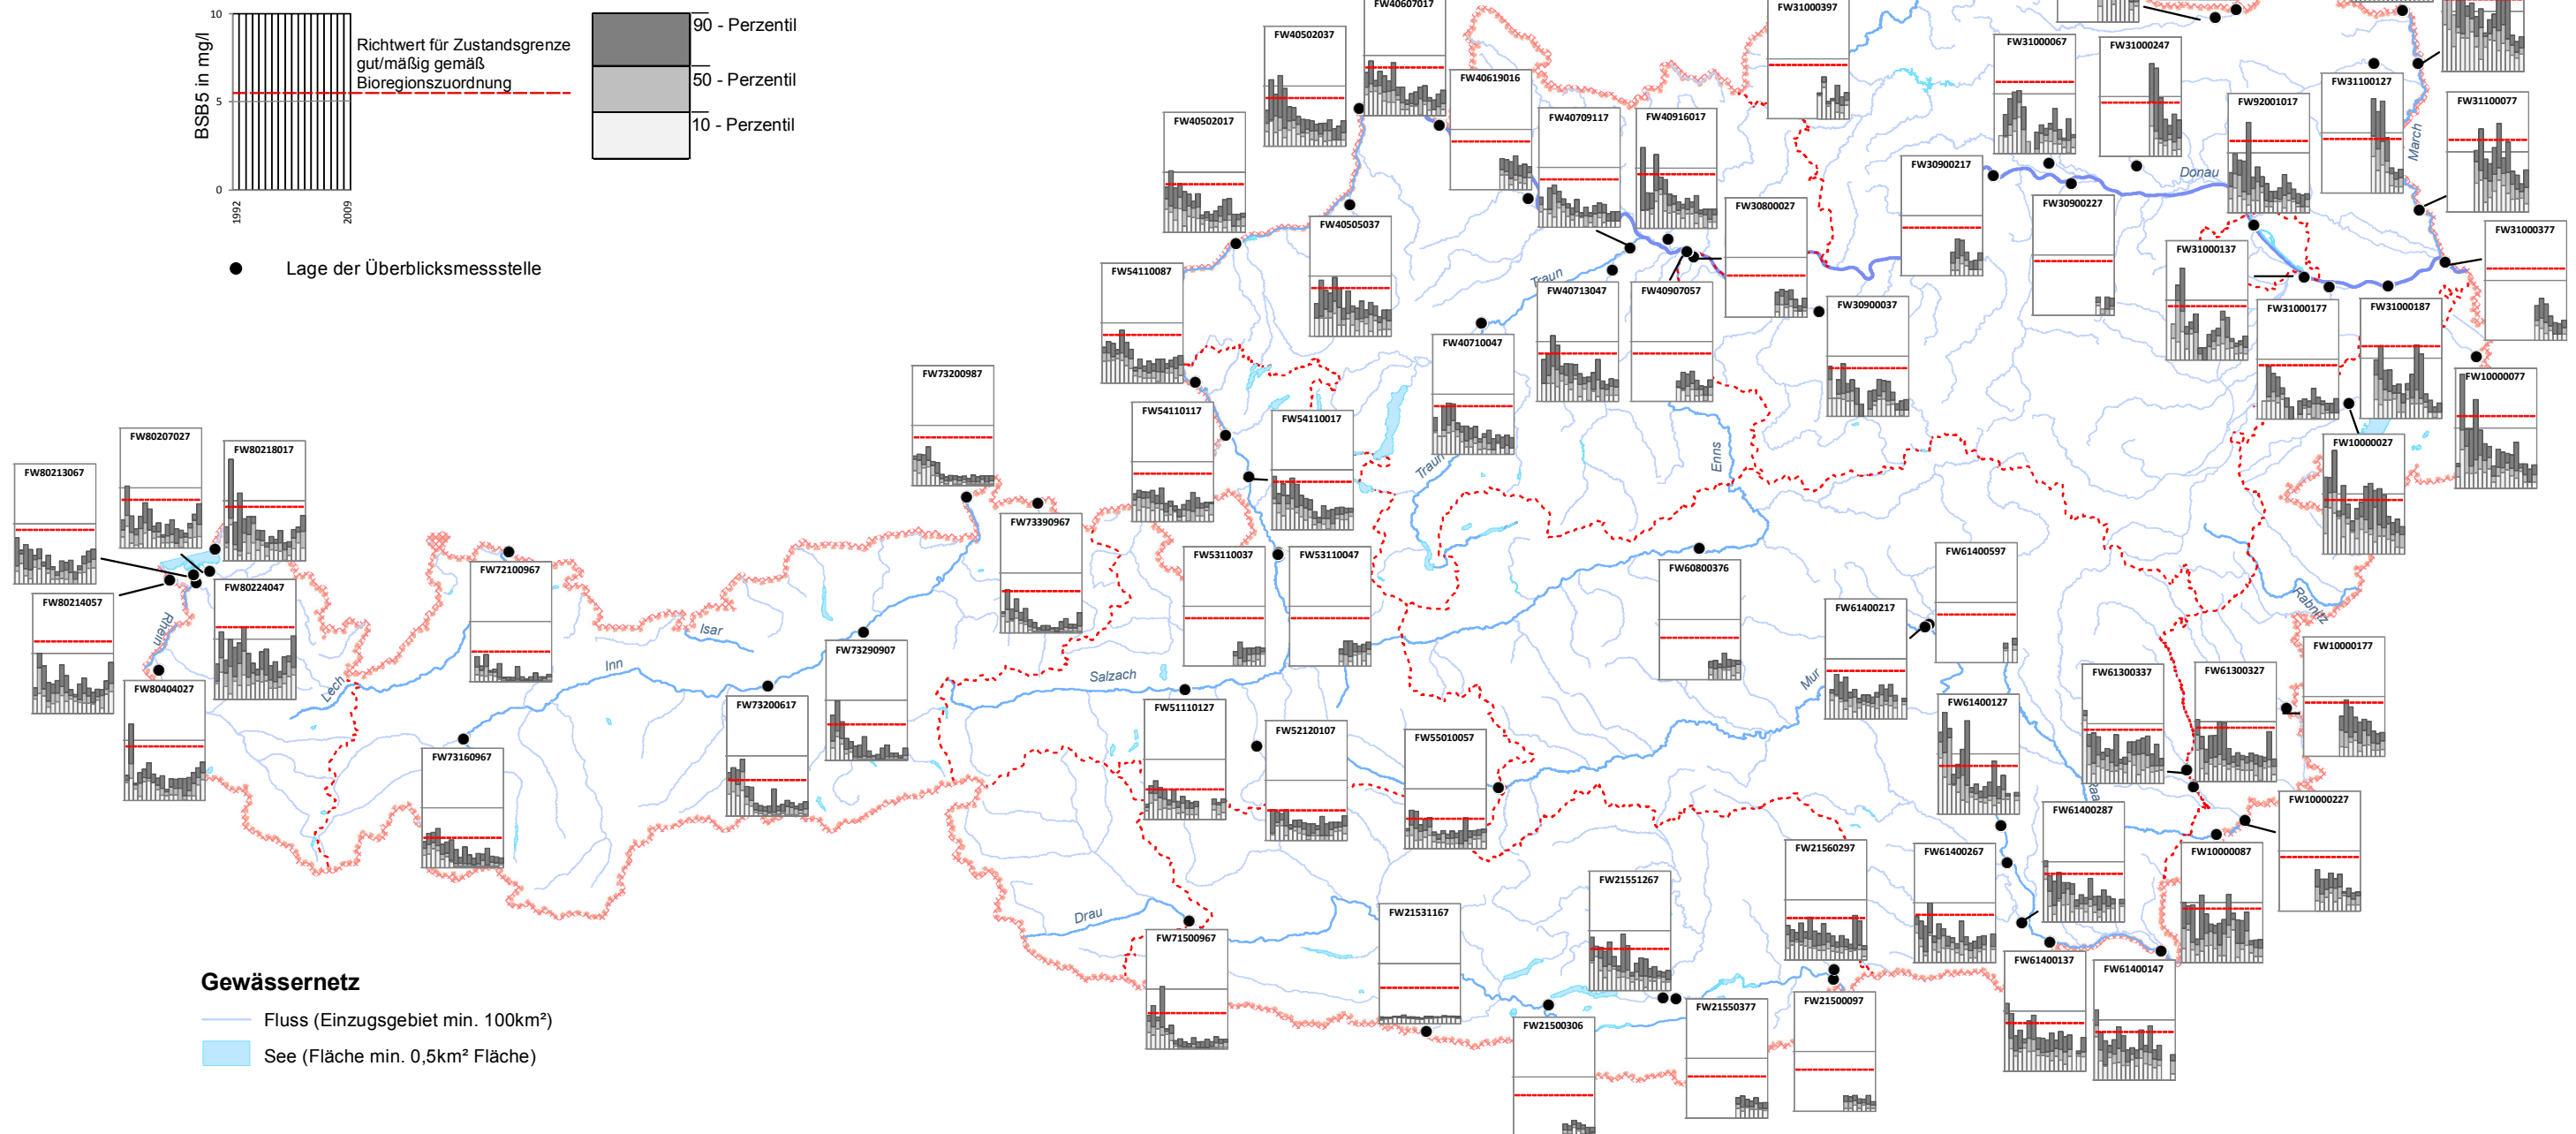 10
5
0
BSB5 in mg/l
1992
2009
Richtwert für Zustandsgrenze
gut/mäßig gemäß
Bioregionszuordnung
90 - Perzentil
50 - Perzentil
10 - Perzentil
Lage der Überblicksmessstelle
FW40607017
FW31000397
FW40502037
FW31000067
FW31000247
FW40619016
FW31100127
FW92001017
FW31100077
FW40502017
FW40709117
FW40916017
March
FW30900217
Donau
FW30800027
FW30900227
FW40505037
FW31000377
FW31000137
FW54110087
Traun
FW40713047
FW40907057
FW30900037
FW31000177
FW31000187
FW40710047
FW73200987
FW10000077
FW54110117
FW54110017
FW80207027
FW80218017
FW10000027
Enns
Traun
FW80213067
FW73390967
FW53110037
FW53110047
FW61400597
FW72100967
FW60800376
FW80224047
FW80214057
FW61400217
Rabnitz
Rhein
Isar
FW73290907
FW10000177
Inn
Salzach
Mur
FW61300337
FW61300327
Lech
FW80404027
FW73200617
FW51110127
FW61400127
FW52120107
FW55010057
FW73160967
Raa
FW10000227
FW61400287
FW21560297
FW61400267
FW10000087
FW21551267
Drau
FW21531167
FW71500967
FW61400137
FW61400147
Gewässernetz
FW21500097
FW21550377
Fluss (Einzugsgebiet min. 100km²)
FW21500306
See (Fläche min. 0,5km² Fläche)